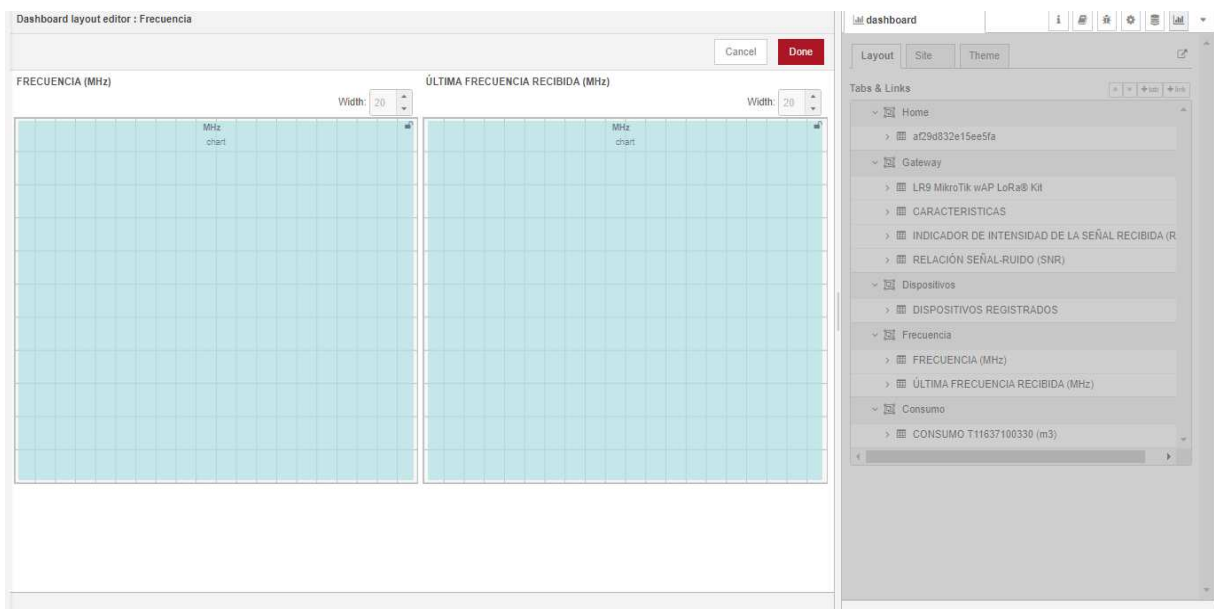 Dashboard layout editor : Frecuencia
Cancel
Done
FRECUENCIA (MHz)
Width: 20
MHz
chart
ÚLTIMA FRECUENCIA RECIBIDA (MHz)
Width: 20
MHz
chart
dashboard
Layout
Site
Theme
Tabs & Links
+ tab
+ link
Home
af29d832e15ee5fa
Gateway
LR9 MikroTik wAP LoRa® Kit
CARACTERISTICAS
INDICADOR DE INTENSIDAD DE LA SEÑAL RECIBIDA (R
RELACIÓN SEÑAL-RUIDO (SNR)
Dispositivos
DISPOSITIVOS REGISTRADOS
Frecuencia
FRECUENCIA (MHz)
ÚLTIMA FRECUENCIA RECIBIDA (MHz)
Consumo
CONSUMO T11637100330 (m3)